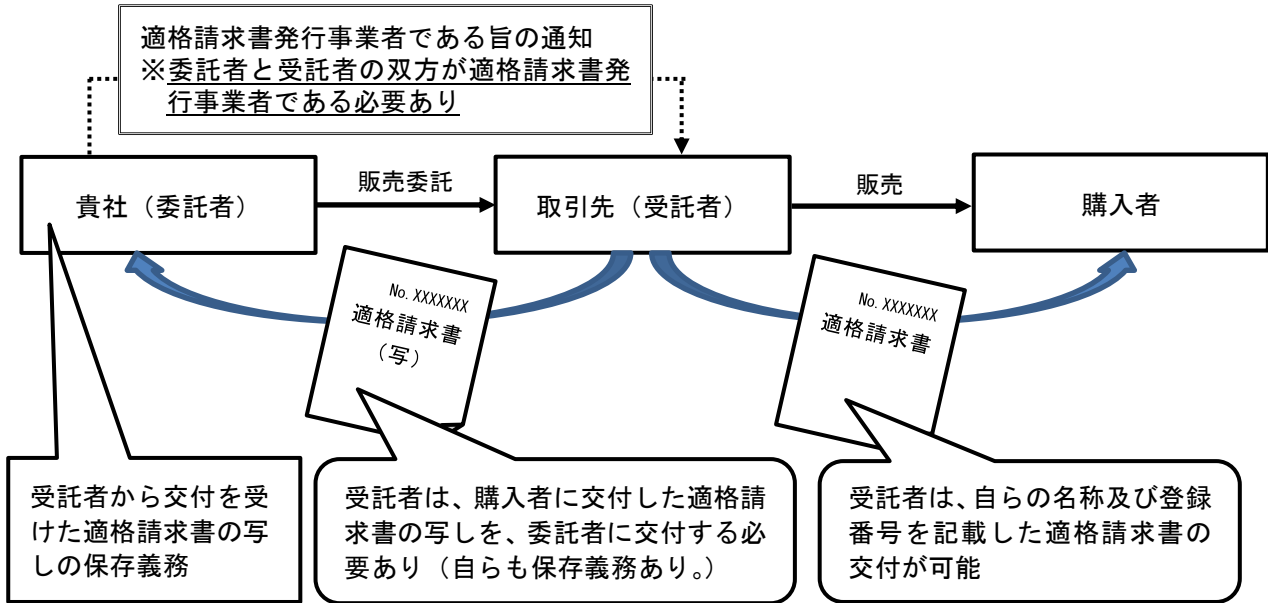 適格請求書発行事業者である旨の通知
※委託者と受託者の双方が適格請求書発
行事業者である必要あり
貴社（委託者）
販売委託
取引先（受託者）
販売
購入者
No. XXXXXXX
適格請求書
（写）
No. XXXXXXX
適格請求書
受託者から交付を受
けた適格請求書の写
しの保存義務
受託者は、購入者に交付した適格請
求書の写しを、委託者に交付する必
要あり（自らも保存義務あり。）
受託者は、自らの名称及び登録
番号を記載した適格請求書の
交付が可能